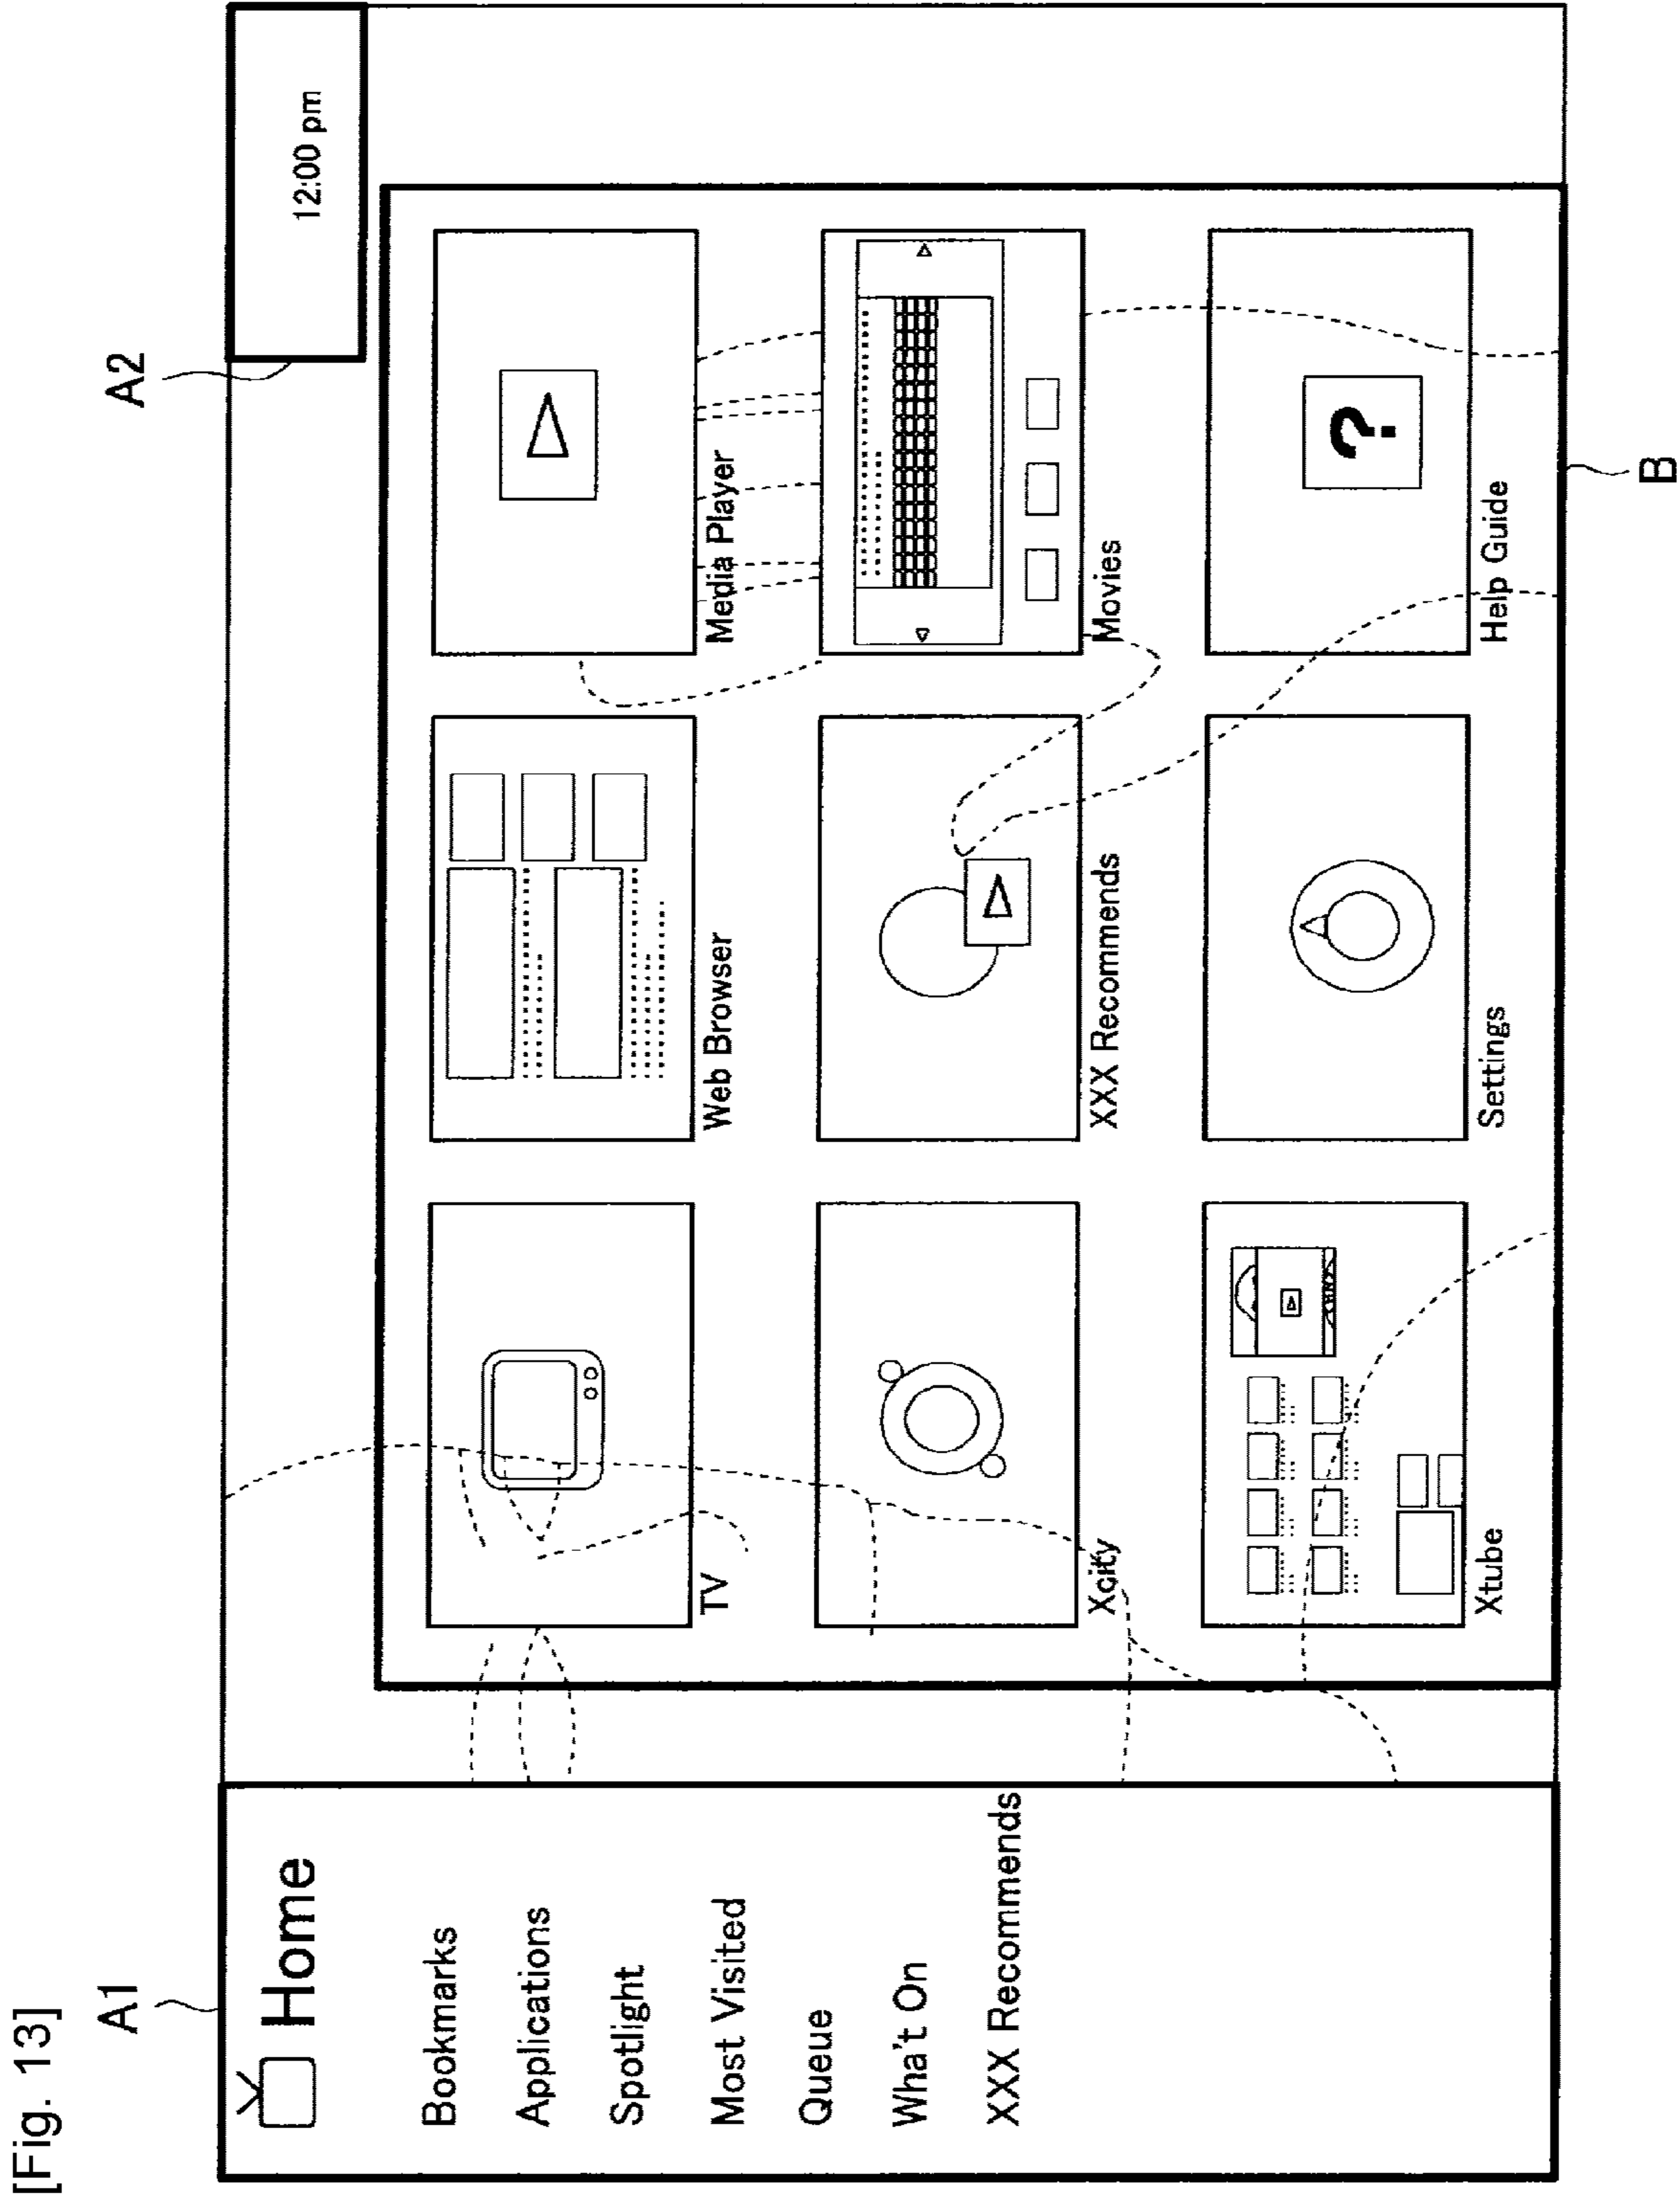 [Fig. 13]
A1
A2
Home
12:00 pm
Bookmarks
Applications
Spotlight
Most Visited
Queue
Wha't On
XXX Recommends
TV
Web Browser
Media Player
Xcity
XXX Recommends
Movies
?
Xtube
Settings
Help Guide
B